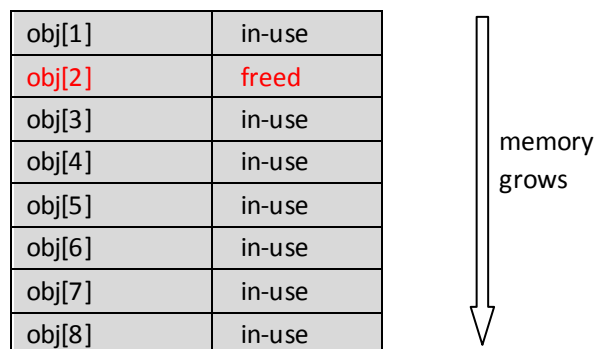 obj[1] in-use
obj[2] freed
obj[3] in-use
obj[4] in-use
obj[5] in-use
obj[6] in-use
obj[7] in-use
obj[8] in-use
memory
grows